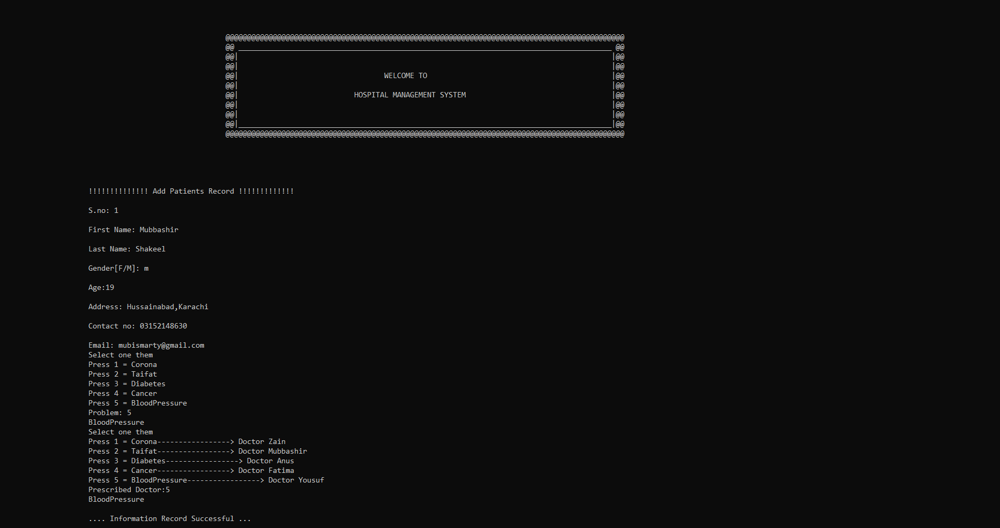 @@@@@@@@@@@@@@@@@@@@@@@@@@@@@@@@@@@@@@@@@@@@@@@@@@@@@@@@@@@@@@@@@@@@@@@@@@@@@@@@@@@@@@@@@@@@@
@@ _______________________________________________________________________________________ @@
@@|                                                                                        |@@
@@|                                                                                        |@@
@@|                                  WELCOME TO                                            |@@
@@|                                                                                        |@@
@@|                           HOSPITAL MANAGEMENT SYSTEM                                   |@@
@@|                                                                                        |@@
@@|                                                                                        |@@
@@|_______________________________________________________________________________________|@@
@@@@@@@@@@@@@@@@@@@@@@@@@@@@@@@@@@@@@@@@@@@@@@@@@@@@@@@@@@@@@@@@@@@@@@@@@@@@@@@@@@@@@@@@@@@@@
!!!!!!!!!!!!!! Add Patients Record !!!!!!!!!!!!!
S.no: 1
First Name: Mubbashir
Last Name: Shakeel
Gender[F/M]: m
Age:19
Address: Hussainabad,Karachi
Contact no: 03152148630
Email: mubismarty@gmail.com
Select one them
Press 1 = Corona
Press 2 = Taifat
Press 3 = Diabetes
Press 4 = Cancer
Press 5 = BloodPressure
Problem: 5
BloodPressure
Select one them
Press 1 = Corona-----------------> Doctor Zain
Press 2 = Taifat-----------------> Doctor Mubbashir
Press 3 = Diabetes-----------------> Doctor Anus
Press 4 = Cancer-----------------> Doctor Fatima
Press 5 = BloodPressure-----------------> Doctor Yousuf
Prescribed Doctor:5
BloodPressure
.... Information Record Successful ...